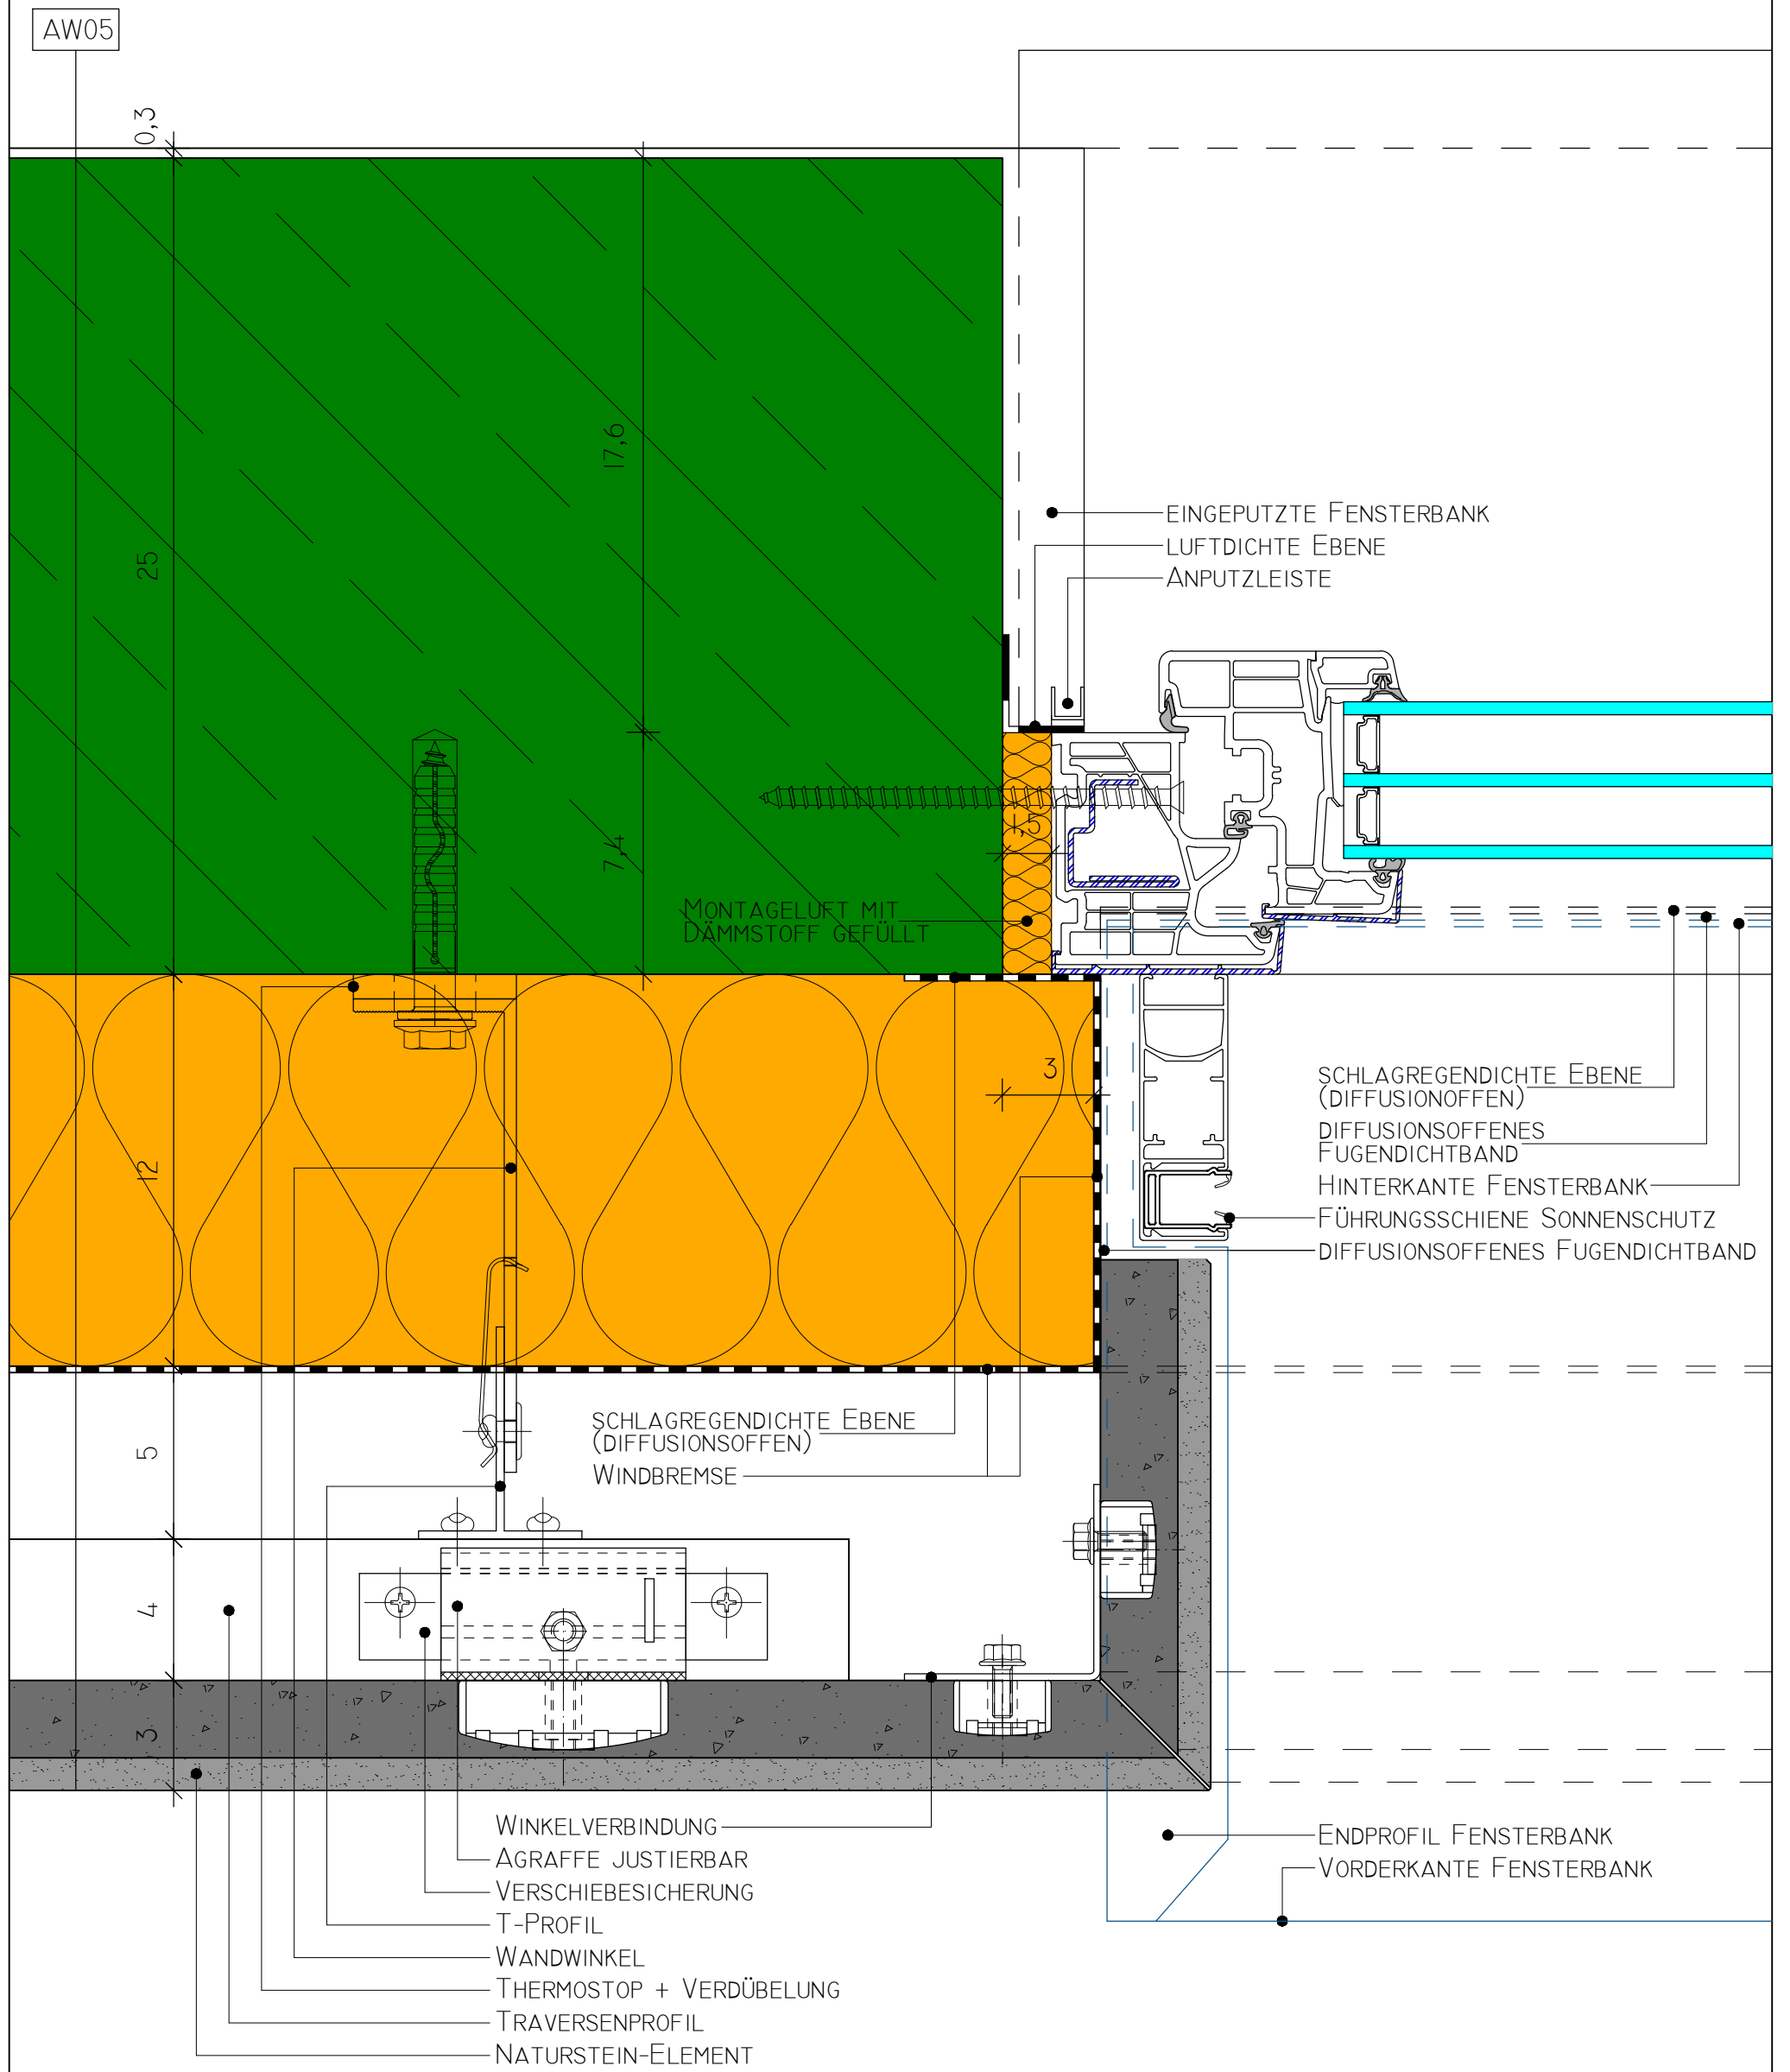 AW05
0,3
17,6
25
EINGEPUTZTE FENSTERBANK
LUFTDICHTE EBENE
ANPUTZLEISTE
1,5
7,4
MONTAGELUFT MIT
DÄMMSTOFF GEFÜLLT
3
SCHLAGREGENDICHTE EBENE
(DIFFUSIONOFFEN)
DIFFUSIONSOFFENES
FUGENDICHTBAND
HINTERKANTE FENSTERBANK
FÜHRUNGSSCHIENE SONNENSCHUTZ
DIFFUSIONSOFFENES FUGENDICHTBAND
12
5
SCHLAGREGENDICHTE EBENE
(DIFFUSIONSOFFEN)
WINDBREMSE
4
3
WINKELVERBINDUNG
AGRAFFE JUSTIERBAR
VERSCHIEBESICHERUNG
T-PROFIL
WANDWINKEL
THERMOSTOP + VERDÜBELUNG
TRAVERSENPROFIL
NATURSTEIN-ELEMENT
ENDPROFIL FENSTERBANK
VORDERKANTE FENSTERBANK